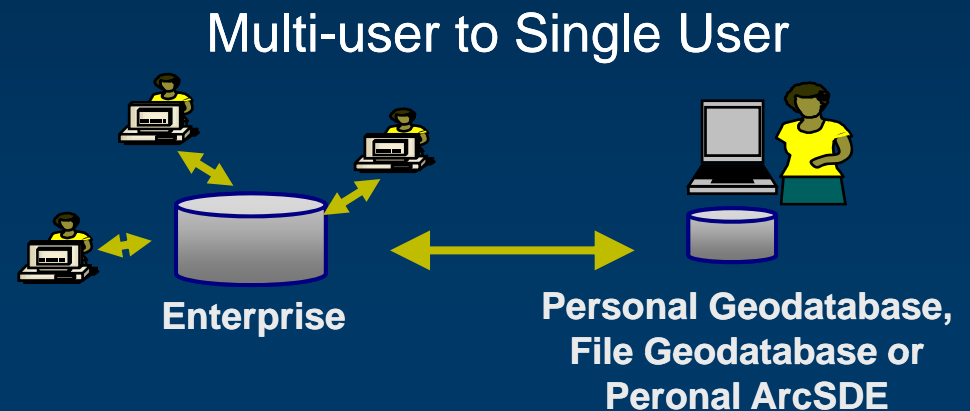 Multi-user to Single User
Enterprise
Personal Geodatabase,
File Geodatabase or
Peronal ArcSDE